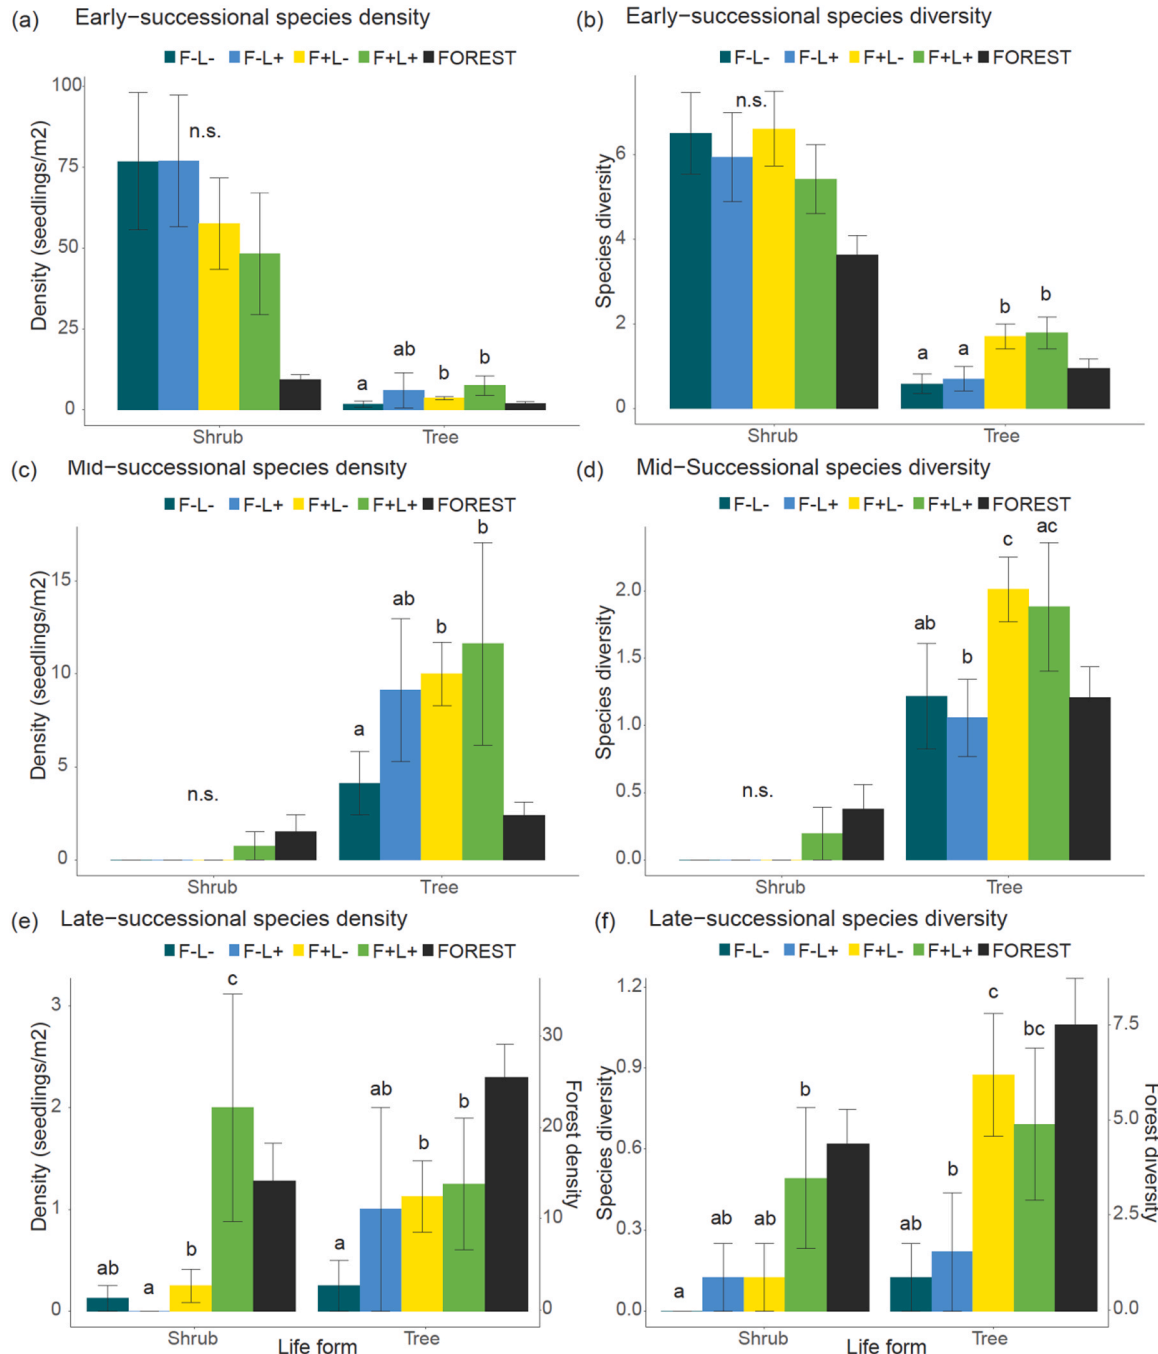 (a) Early−successional species density
F-L- F-L+ F+L- F+L+ FOREST
Density (seedlings/m2)
100
75
50
25
0
n.s.
a
ab
b
b
Shrub Tree
(b) Early−successional species diversity
F-L- F-L+ F+L- F+L+ FOREST
Species diversity
6
4
2
0
n.s.
a
a
b
b
Shrub Tree
(c) Mid−successional species density
F-L- F-L+ F+L- F+L+ FOREST
Density (seedlings/m2)
15
10
5
0
n.s.
a
ab
b
b
Shrub Tree
(d) Mid−Successional species diversity
F-L- F-L+ F+L- F+L+ FOREST
Species diversity
2.0
1.5
1.0
0.5
0.0
n.s.
ab
b
c
ac
Shrub Tree
(e) Late−successional species density
F-L- F-L+ F+L- F+L+ FOREST
Density (seedlings/m2)
3
2
1
0
ab
a
b
c
a
ab
b
b
30
20
10
0
Forest density
Shrub Tree
Life form
(f) Late−successional species diversity
F-L- F-L+ F+L- F+L+ FOREST
Species diversity
1.2
0.9
0.6
0.3
0.0
a
ab
ab
b
ab
b
c
bc
7.5
5.0
2.5
0.0
Forest diversity
Shrub Tree
Life form